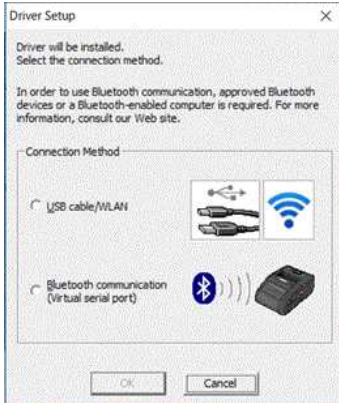 Driver Setup
Driver will be installed.
Select the connection method.
In order to use Bluetooth communication, approved Bluetooth
devices or a Bluetooth-enabled computer is required. For more
information, consult our Web site.
Connection Method
USB cable/WLAN
Bluetooth communication
(Virtual serial port)
OK
Cancel